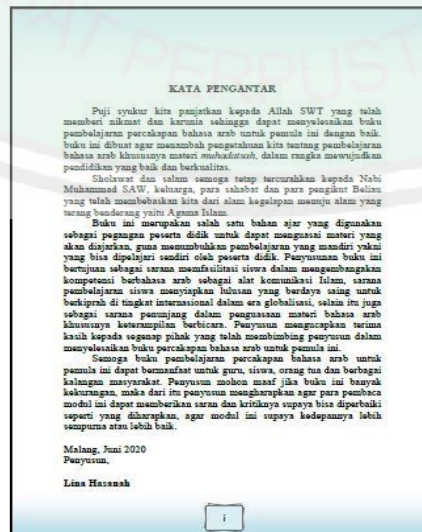 KATA PENGANTAR
Puji syukur kita panjatkan kepada Allah SWT yang telah
memberi nikmat dan karunia sehingga dapat menyelesaikan buku
pembelajaran percakapan bahasa arab untuk pemula ini dengan baik.
buku ini dibuat agar menambah pengetahuan kita tentang pembelajaran
bahasa arab khususnya materi muhadatsah, dalam rangka mewujudkan
pendidikan yang baik dan berkualitas.
Sholawat dan salam semoga tetap tercurahkan kepada Nabi
Muhammad SAW, keluarga, para sahabat dan para pengikut Beliau
yang telah membebaskan kita dari alam kegelapan menuju alam yang
terang benderang yaitu Agama Islam.
Buku ini merupakan salah satu bahan ajar yang digunakan
sebagai pegangan peserta didik untuk dapat menguasai materi yang
akan diajarkan, guna menumbuhkan pembelajaran yang mandiri yakni
yang bisa dipelajari sendiri oleh peserta didik. Penyusunan buku ini
bertujuan sebagai sarana memfasilitasi siswa dalam mengembangakan
kompetensi berbahasa arab sebagai alat komunikasi Islam, sarana
pembelajaran siswa menyiapkan lulusan yang berdaya saing untuk
berkiprah di tingkat internasional dalam era globalisasi, selain itu juga
sebagai sarana penunjang dalam penguasaan materi bahasa arab
khususnya keterampilan berbicara. Penyusun mengucapkan terima
kasih kepada segenap pihak yang telah membimbing penyusun dalam
menyelesaikan buku percakapan bahasa arab untuk pemula ini.
Semoga buku pembelajaran percakapan bahasa arab untuk
pemula ini dapat bermanfaat untuk guru, siswa, orang tua dan berbagai
kalangan masyarakat. Penyusun mohon maaf jika buku ini banyak
kekurangan, maka dari itu penyusun mengharapkan agar para pembaca
modul ini dapat memberikan saran dan kritiknya supaya bisa diperbaiki
seperti yang diharapkan, agar modul ini supaya kedepannya lebih
sempurna atau lebih baik.
Malang, Juni 2020
Penyusun,
Lina Hasanah
i